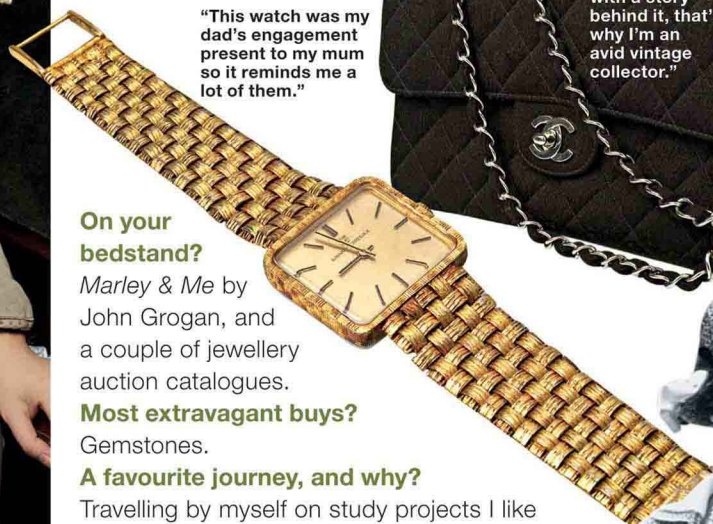 "This watch was my
dad's engagement
present to my mum
so it reminds me a
lot of them."
with a story
behind it, that'
why I'm an
avid vintage
collector."
On your
bedstand?
Marley & Me by
John Grogan, and
a couple of jewellery
auction catalogues.
Most extravagant buys?
Gemstones.
A favourite journey, and why?
Travelling by myself on study projects I like